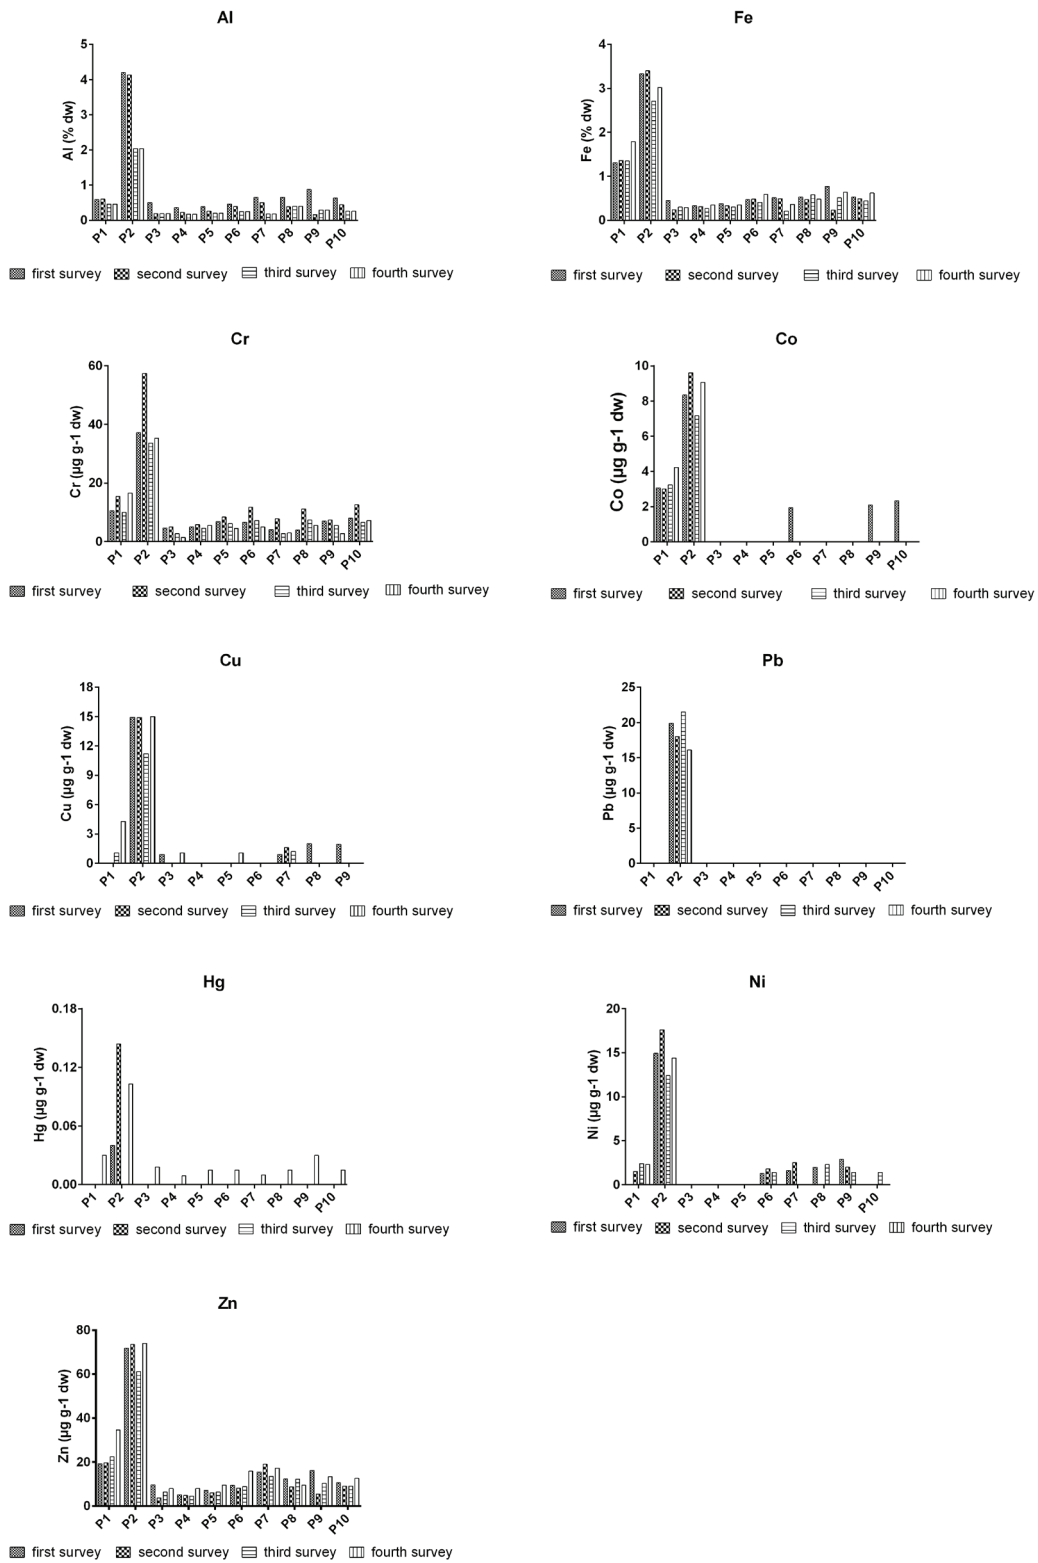 Al
Al (% dw)
5
4
3
2
1
0
P1 P2 P3 P4 P5 P6 P7 P8 P9 P10
first survey second survey third survey fourth survey
Fe
Fe (% dw)
4
3
2
1
0
P1 P2 P3 P4 P5 P6 P7 P8 P9 P10
first survey second survey third survey fourth survey
Cr
Cr (µg g-1 dw)
60
40
20
0
P1 P2 P3 P4 P5 P6 P7 P8 P9 P10
first survey second survey third survey fourth survey
Co
Co (µg g-1 dw)
10
8
6
4
2
0
P1 P2 P3 P4 P5 P6 P7 P8 P9 P10
first survey second survey third survey fourth survey
Cu
Cu (µg g-1 dw)
18
15
12
9
6
3
0
P1 P2 P3 P4 P5 P6 P7 P8 P9
first survey second survey third survey fourth survey
Pb
Pb (µg g-1 dw)
25
20
15
10
5
0
P1 P2 P3 P4 P5 P6 P7 P8 P9 P10
first survey second survey third survey fourth survey
Hg
Hg (µg g-1 dw)
0.18
0.12
0.06
0.00
P1 P2 P3 P4 P5 P6 P7 P8 P9 P10
first survey second survey third survey fourth survey
Ni
Ni (µg g-1 dw)
20
15
10
5
0
P1 P2 P3 P4 P5 P6 P7 P8 P9 P10
first survey second survey third survey fourth survey
Zn
Zn (µg g-1 dw)
80
60
40
20
0
P1 P2 P3 P4 P5 P6 P7 P8 P9 P10
first survey second survey third survey fourth survey